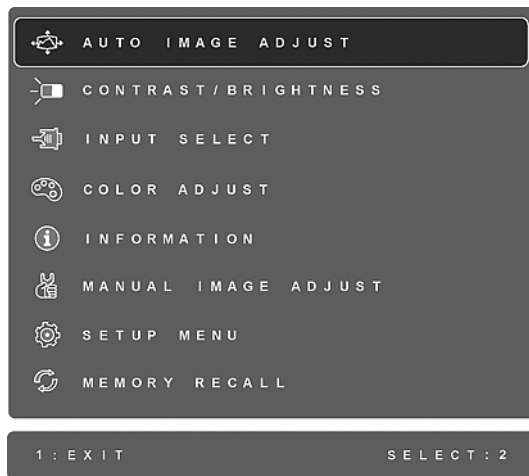 AUTO IMAGE ADJUST
CONTRAST/BRIGHTNESS
INPUT SELECT
COLOR ADJUST
INFORMATION
MANUAL IMAGE ADJUST
SETUP MENU
MEMORY RECALL
1:EXIT SELECT:2